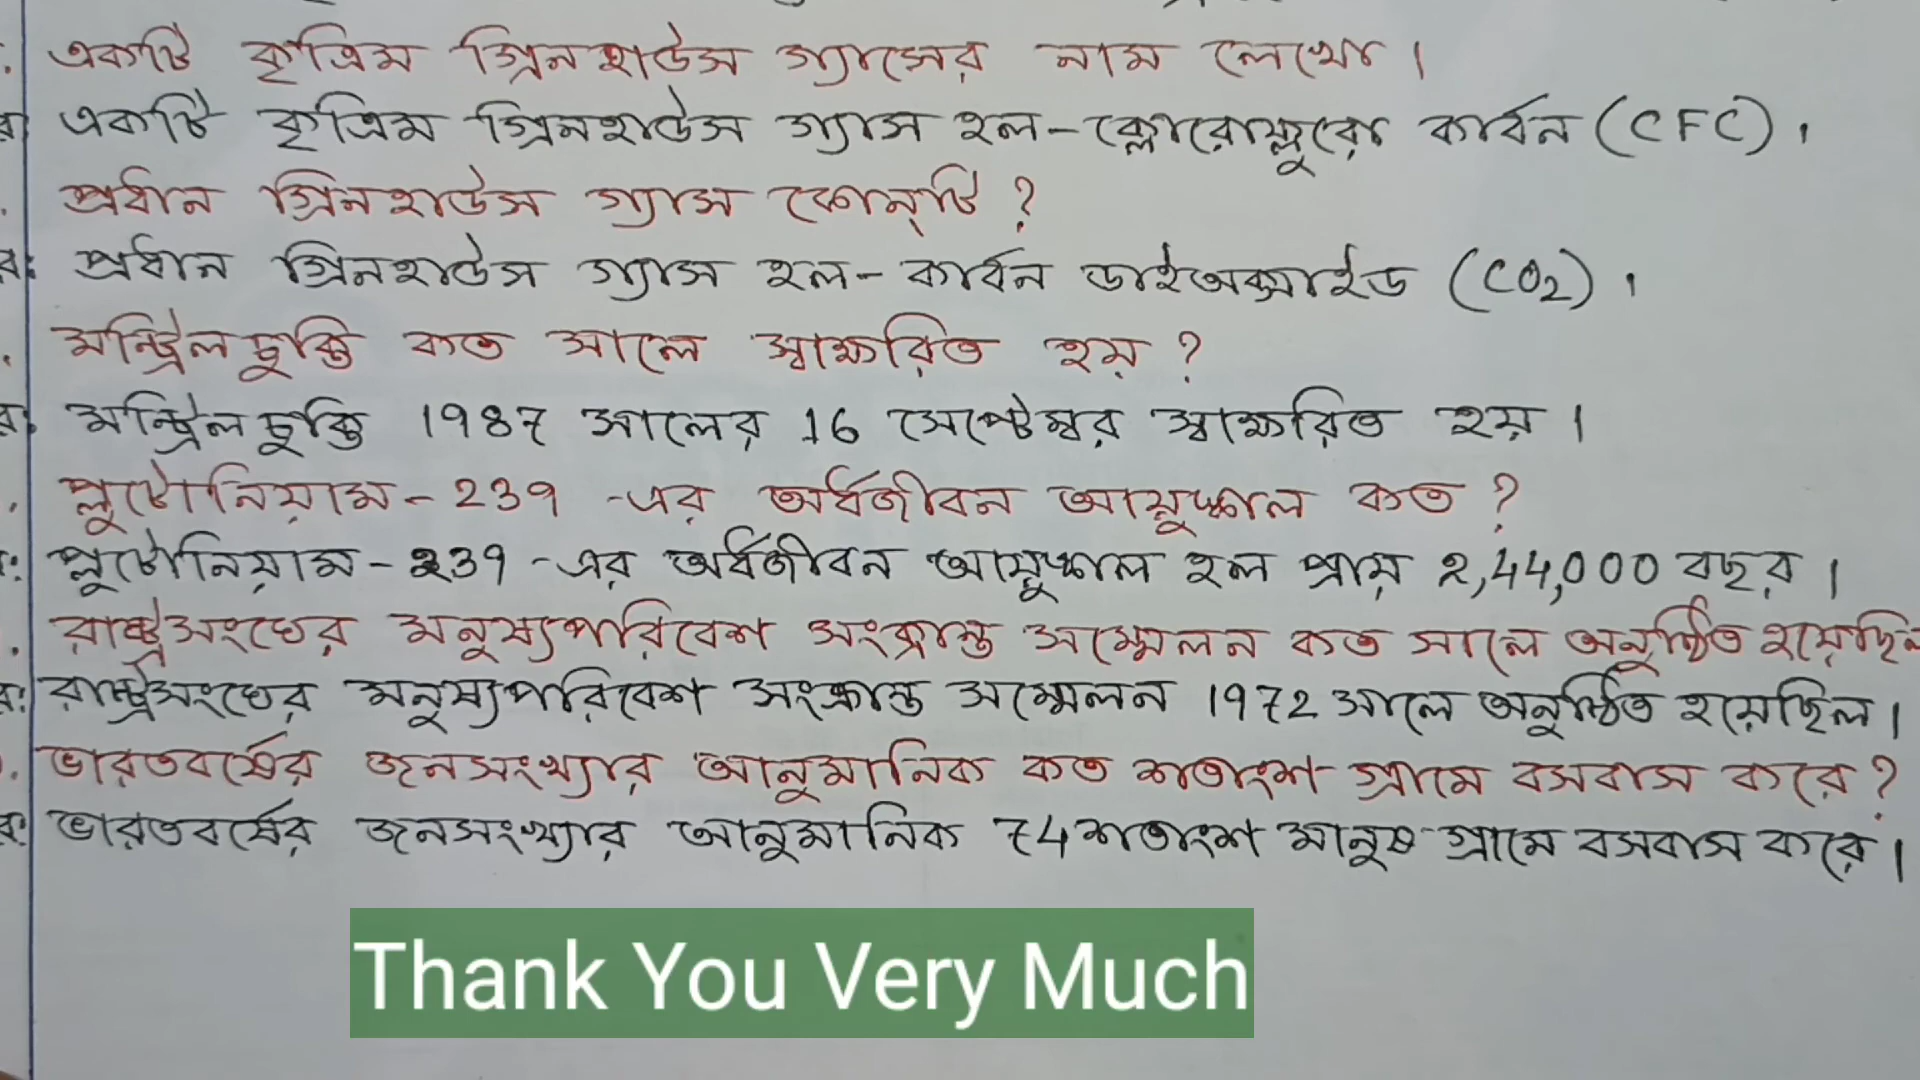 একটি কৃত্রিম গ্রিনহাউস গ্যাসের নাম লেখো।
একটি কৃত্রিম গ্রিনহাউস গ্যাস হল-ক্লোরোফ্লুরো কার্বন (CFC)।
প্রধান গ্রিনহাউস গ্যাস কোন্‌টি?
প্রধান গ্রিনহাউস গ্যাস হল- কার্বন ডাইঅক্সাইড (CO₂)।
মন্ট্রিল চুক্তি কত সালে স্বাক্ষরিত হয়?
মন্ট্রিল চুক্তি 1987 সালের 16 সেপ্টেম্বর স্বাক্ষরিত হয়।
প্লুটোনিয়াম-239 -এর অর্ধজীবন আয়ুষ্কাল কত?
প্লুটোনিয়াম-239 -এর অর্ধজীবন আয়ুষ্কাল হল প্রায় 2,44,000 বছর।
রাষ্ট্রসংঘের মনুষ্যপরিবেশ সংক্রান্ত সম্মেলন কত সালে অনুষ্ঠিত হয়েছিল
রাষ্ট্রসংঘের মনুষ্যপরিবেশ সংক্রান্ত সম্মেলন 1972 সালে অনুষ্ঠিত হয়েছিল।
ভারতবর্ষের জনসংখ্যার আনুমানিক কত শতাংশ গ্রামে বসবাস করে?
ভারতবর্ষের জনসংখ্যার আনুমানিক 74 শতাংশ মানুষ গ্রামে বসবাস করে।
Thank You Very Much